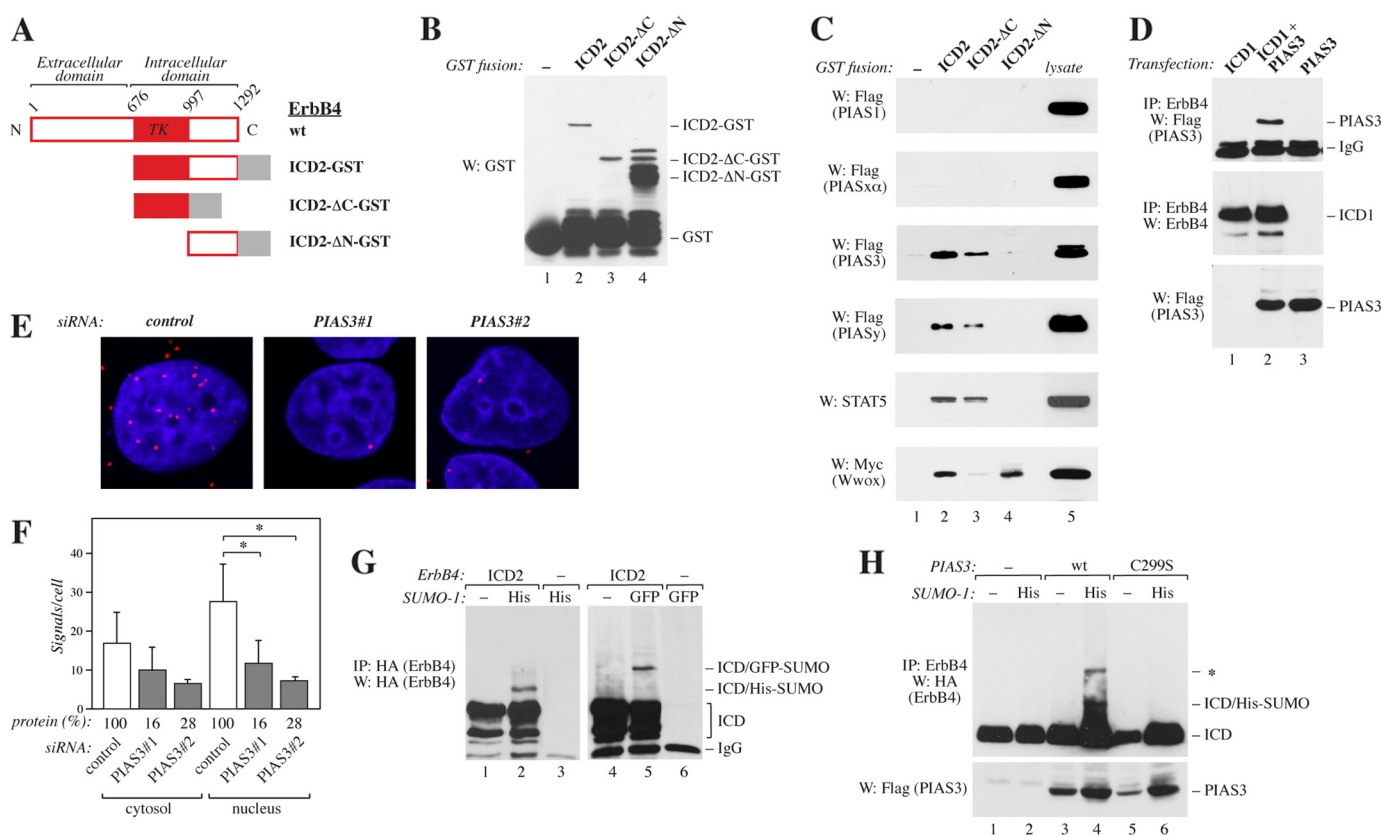 A
Extracellular domain
Intracellular domain
1 676 997 1292
ErbB4
N TK C wt
ICD2-GST
ICD2-ΔC-GST
ICD2-ΔN-GST
B
GST fusion: – ICD2 ICD2-ΔC ICD2-ΔN
W: GST
– ICD2-GST
– ICD2-ΔC-GST
– ICD2-ΔN-GST
– GST
1 2 3 4
C
GST fusion: – ICD2 ICD2-ΔC ICD2-ΔN lysate
W: Flag
(PIAS1)
W: Flag
(PIASxα)
W: Flag
(PIAS3)
W: Flag
(PIASy)
W: STAT5
W: Myc
(Wwox)
1 2 3 4 5
D
Transfection: ICD1 ICD1 + PIAS3 PIAS3
IP: ErbB4
W: Flag
(PIAS3)
– PIAS3
– IgG
IP: ErbB4
W: ErbB4
– ICD1
W: Flag
(PIAS3)
– PIAS3
1 2 3
E
siRNA: control PIAS3#1 PIAS3#2
F
Signals/cell
40
30
20
10
0
* *
protein (%): 100 16 28 100 16 28
siRNA: control PIAS3#1 PIAS3#2 control PIAS3#1 PIAS3#2
cytosol nucleus
G
ErbB4: ICD2 – ICD2 –
SUMO-1: – His His – GFP GFP
IP: HA (ErbB4)
W: HA (ErbB4)
– ICD/GFP-SUMO
– ICD/His-SUMO
ICD
– IgG
1 2 3 4 5 6
H
PIAS3: – wt C299S
SUMO-1: – His – His – His
IP: ErbB4
W: HA
(ErbB4)
– *
– ICD/His-SUMO
– ICD
W: Flag (PIAS3)
– PIAS3
1 2 3 4 5 6